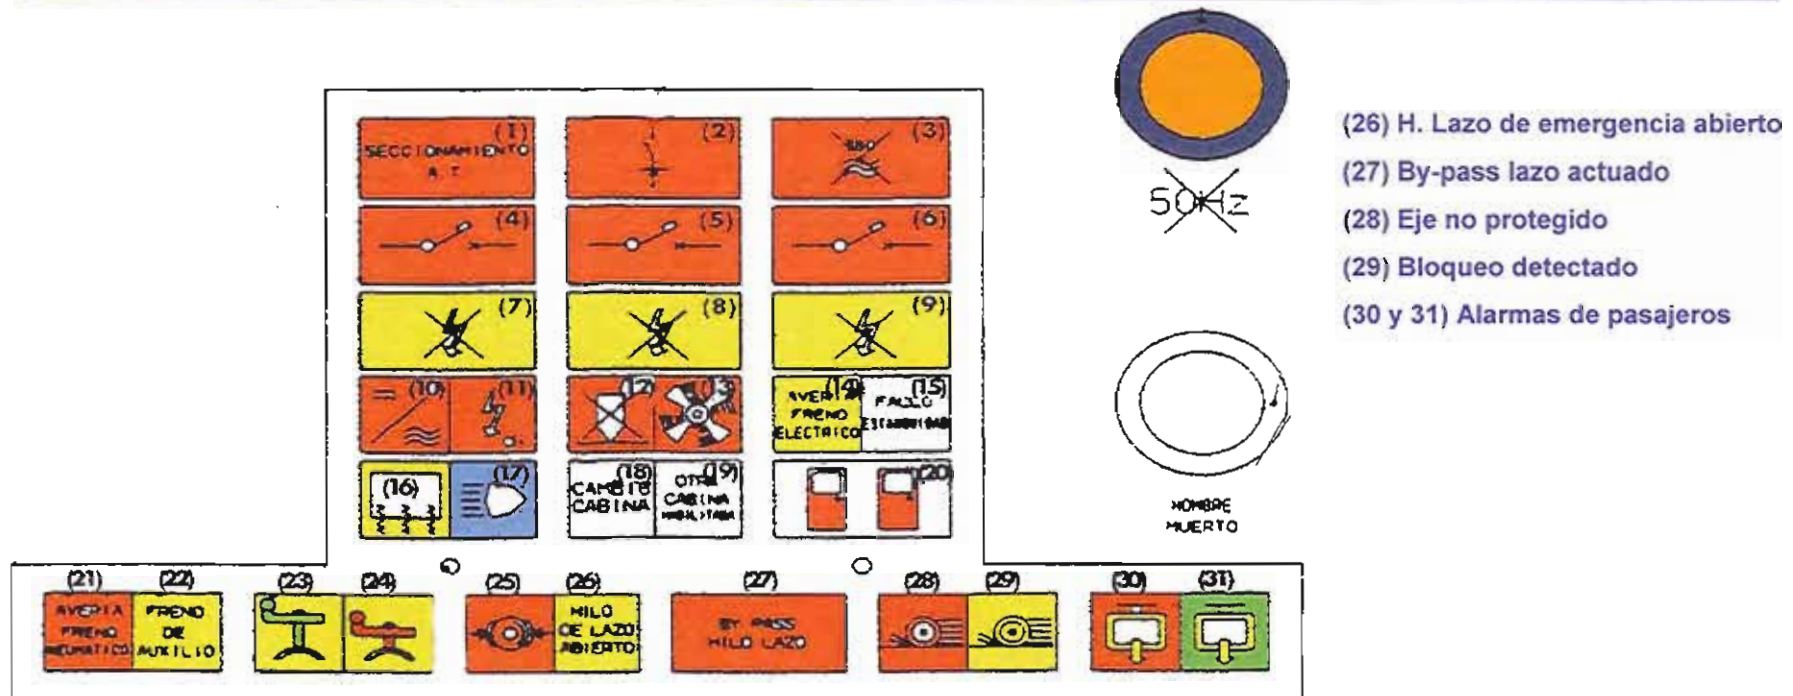 (1)
SECCIONAMIENTO
A T
(2)
(3)
(4)
(5)
(6)
(7)
(8)
(9)
(10)
(11)
(12)
(13)
(14)
AVERIA
FRENO
ELECTRICO
(15)
FALLO
(16)
(17)
(18)
CAMBIO
CABINA
(19)
OTRA
CABINA
HABILITADA
(20)
(21)
AVERIA
FRENO
NEUMATICO
(22)
FRENO
DE
AUXILIO
(23)
(24)
(25)
(26)
HILO
DE LAZO
ABIERTO
(27)
BY PASS
HILO LAZO
(28)
(29)
(30)
(31)
50Hz
HOMBRE
MUERTO
(26) H. Lazo de emergencia abierto
(27) By-pass lazo actuado
(28) Eje no protegido
(29) Bloqueo detectado
(30 y 31) Alarmas de pasajeros